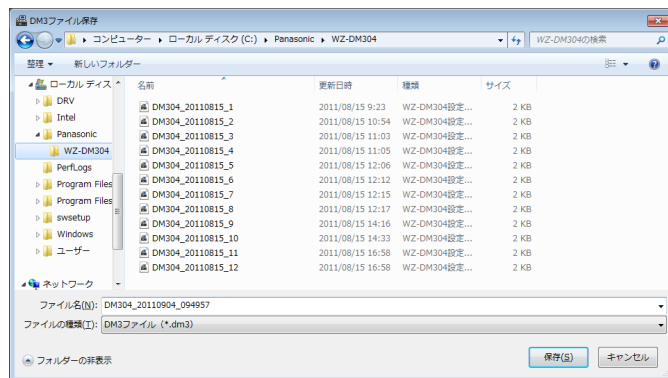 DM3ファイル保存
コンピューター ▸ ローカル ディスク (C:) ▸ Panasonic ▸ WZ-DM304
WZ-DM304の検索
整理 新しいフォルダー
名前 更新日時 種類 サイズ
ローカル ディス
DRV
Intel
Panasonic
WZ-DM304
PerfLogs
Program Files
Program Files
swsetup
Windows
ユーザー
ネットワーク
DM304_20110815_1 2011/08/15 9:23 WZ-DM304設定... 2 KB
DM304_20110815_2 2011/08/15 10:54 WZ-DM304設定... 2 KB
DM304_20110815_3 2011/08/15 11:03 WZ-DM304設定... 2 KB
DM304_20110815_4 2011/08/15 11:05 WZ-DM304設定... 2 KB
DM304_20110815_5 2011/08/15 12:06 WZ-DM304設定... 2 KB
DM304_20110815_6 2011/08/15 12:12 WZ-DM304設定... 2 KB
DM304_20110815_7 2011/08/15 12:15 WZ-DM304設定... 2 KB
DM304_20110815_8 2011/08/15 12:17 WZ-DM304設定... 2 KB
DM304_20110815_9 2011/08/15 14:16 WZ-DM304設定... 2 KB
DM304_20110815_10 2011/08/15 14:33 WZ-DM304設定... 2 KB
DM304_20110815_11 2011/08/15 16:58 WZ-DM304設定... 2 KB
DM304_20110815_12 2011/08/15 16:58 WZ-DM304設定... 2 KB
ファイル名(N): DM304_20110904_094957
ファイルの種類(T): DM3ファイル (*.dm3)
フォルダーの非表示 保存(S) キャンセル